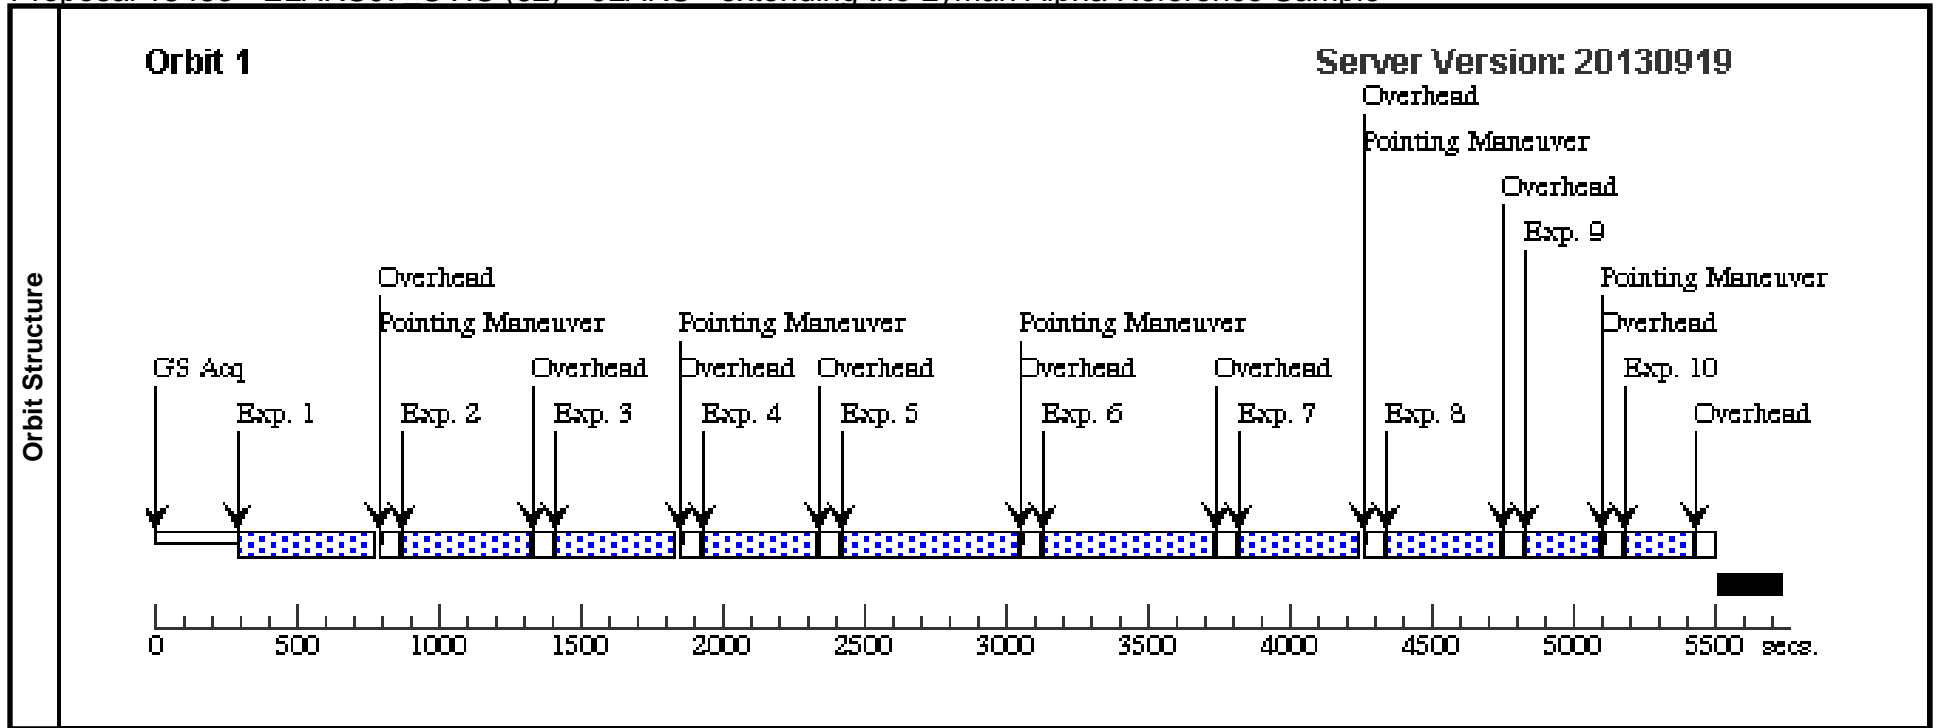 Orbit Structure
Orbit 1
Server Version: 20130919
Overhead
Pointing Maneuver
Overhead
Exp. 9
Overhead
Pointing Maneuver
Pointing Maneuver
Overhead
Pointing Maneuver
Pointing Maneuver
Overhead
GS Acq
Overhead
Overhead
Overhead
Overhead
Overhead
Exp. 10
Exp. 1
Exp. 2
Exp. 3
Exp. 4
Exp. 5
Exp. 6
Exp. 7
Exp. 8
Overhead
0 500 1000 1500 2000 2500 3000 3500 4000 4500 5000 5500 secs.